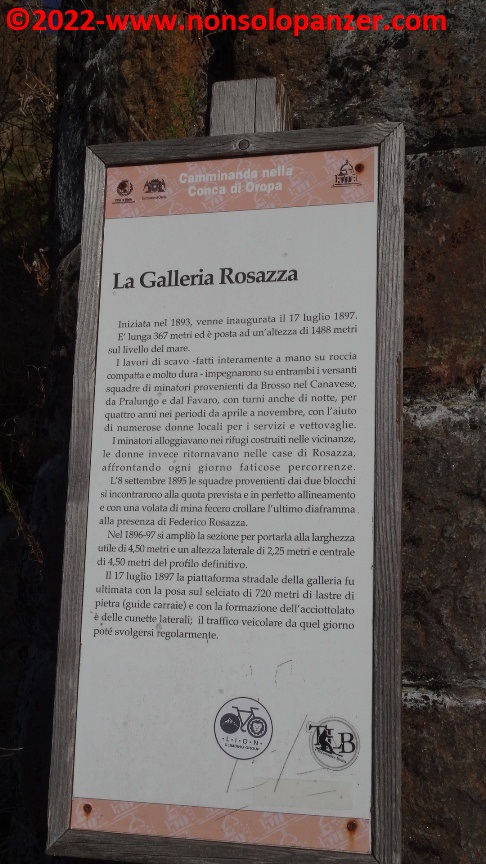 ©2022-www.nonsolopanzer.com
Camminando nella
Conca di Oropa
La Galleria Rosazza
Iniziata nel 1893, venne inaugurata il 17 luglio 1897.
E' lunga 367 metri ed è posta ad un'altezza di 1488 metri
sul livello del mare.
I lavori di scavo -fatti interamente a mano su roccia
compatta e molto dura - impegnarono su entrambi i versanti
squadre di minatori provenienti da Brosso nel Canavese,
da Pralungo e dal Favaro, con turni anche di notte, per
quattro anni nei periodi da aprile a novembre, con l'aiuto
di numerose donne locali per i servizi e vettovaglie.
I minatori alloggiavano nei rifugi costruiti nelle vicinanze,
le donne invece ritornavano nelle case di Rosazza,
affrontando ogni giorno faticose percorrenze.
L'8 settembre 1895 le squadre provenienti dai due blocchi
si incontrarono alla quota prevista e in perfetto allineamento
e con una volata di mina fecero crollare l'ultimo diaframma
alla presenza di Federico Rosazza.
Nel 1896-97 si ampliò la sezione per portarla alla larghezza
utile di 4,50 metri e un altezza laterale di 2,25 metri e centrale
di 4,50 metri del profilo definitivo.
Il 17 luglio 1897 la piattaforma stradale della galleria fu
ultimata con la posa sul selciato di 720 metri di lastre di
pietra (guide carraie) e con la formazione dell'acciottolato
e delle cunette laterali; il traffico veicolare da quel giorno
potè svolgersi regolarmente.
L·I·O·N
TLB